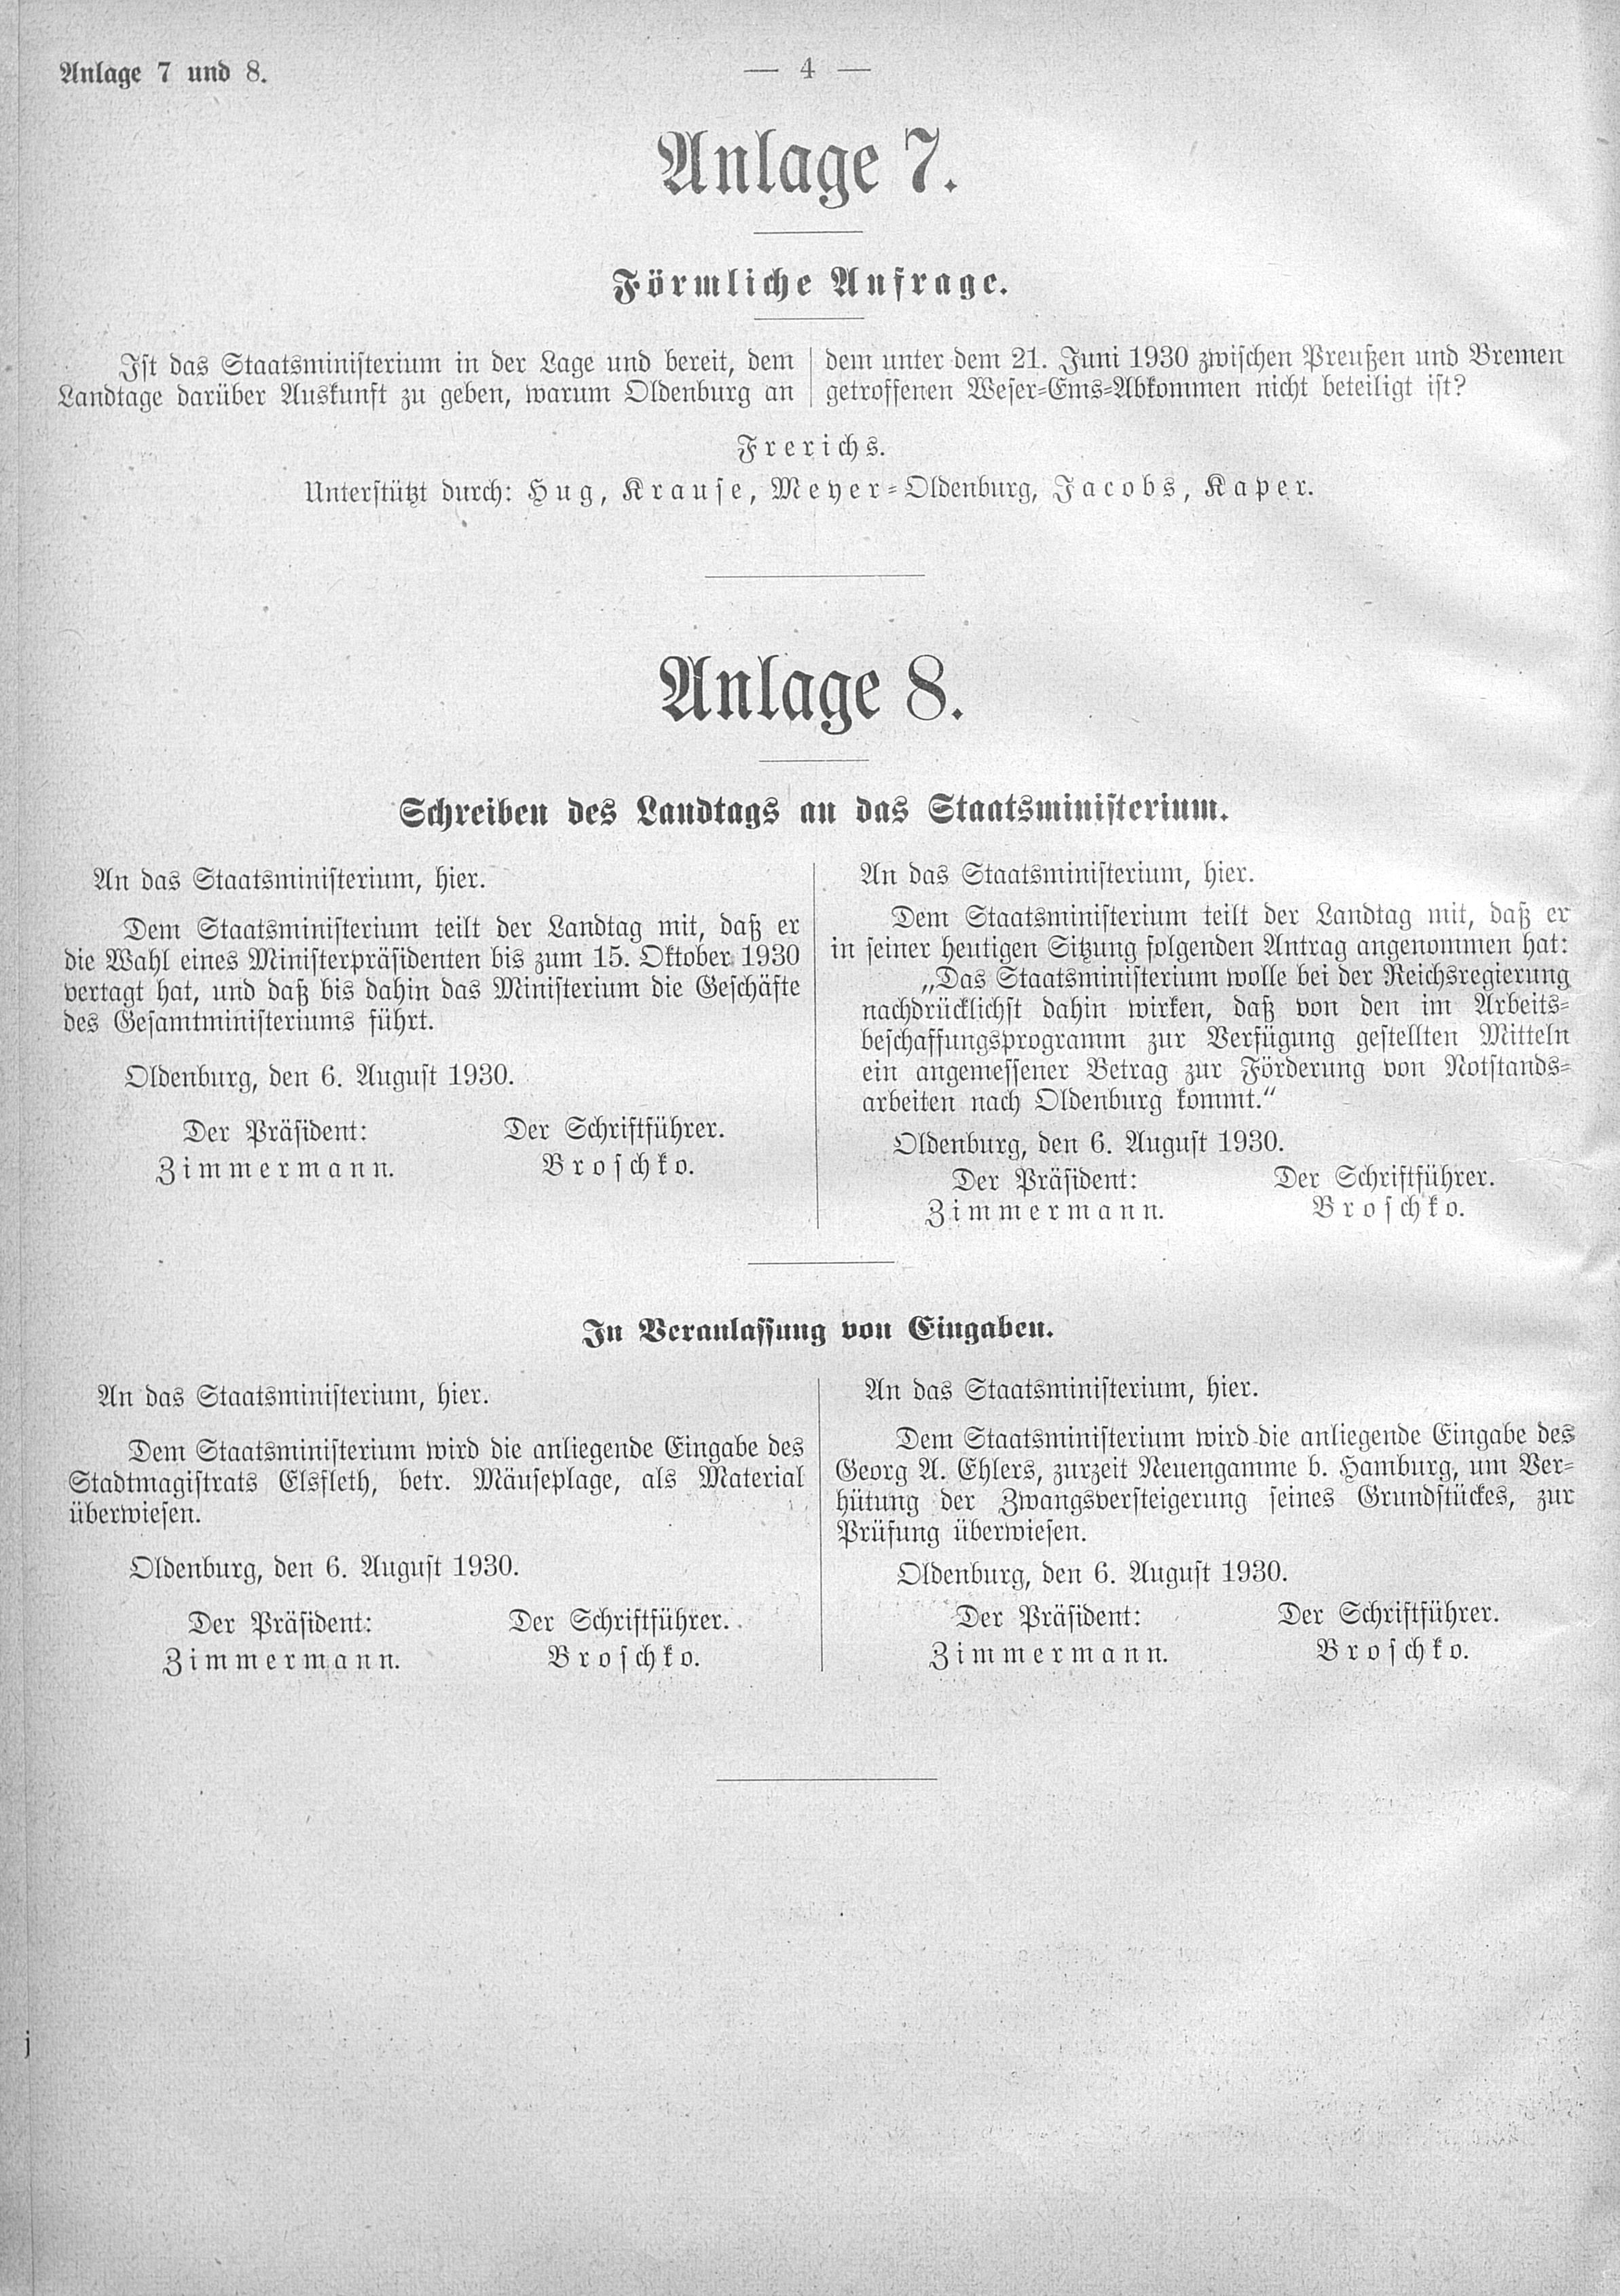 Anlage 7 und 8.
— 4 —
Anlage 7.
Förmliche Anfrage.
Ist das Staatsministerium in der Lage und bereit, dem
Landtage darüber Auskunft zu geben, warum Oldenburg an
dem unter dem 21. Juni 1930 zwischen Preußen und Bremen
getroffenen Weser-Ems-Abkommen nicht beteiligt ist?
Frerichs.
Unterstützt durch: Hug, Krause, Meyer-Oldenburg, Jacobs, Kaper.
Anlage 8.
Schreiben des Landtags an das Staatsministerium.
An das Staatsministerium, hier.
Dem Staatsministerium teilt der Landtag mit, daß er
die Wahl eines Ministerpräsidenten bis zum 15. Oktober 1930
vertagt hat, und daß bis dahin das Ministerium die Geschäfte
des Gesamtministeriums führt.
Oldenburg, den 6. August 1930.
Der Präsident: Der Schriftführer.
Zimmermann. Broschko.
An das Staatsministerium, hier.
Dem Staatsministerium teilt der Landtag mit, daß er
in seiner heutigen Sitzung folgenden Antrag angenommen hat:
„Das Staatsministerium wolle bei der Reichsregierung
nachdrücklichst dahin wirken, daß von den im Arbeits-
beschaffungsprogramm zur Verfügung gestellten Mitteln
ein angemessener Betrag zur Förderung von Notstands-
arbeiten nach Oldenburg kommt.“
Oldenburg, den 6. August 1930.
Der Präsident: Der Schriftführer.
Zimmermann. Broschko.
In Veranlassung von Eingaben.
An das Staatsministerium, hier.
Dem Staatsministerium wird die anliegende Eingabe des
Stadtmagistrats Elsfleth, betr. Mäuseplage, als Material
überwiesen.
Oldenburg, den 6. August 1930.
Der Präsident: Der Schriftführer.
Zimmermann. Broschko.
An das Staatsministerium, hier.
Dem Staatsministerium wird die anliegende Eingabe des
Georg A. Ehlers, zurzeit Neuengamme b. Hamburg, um Ver-
hütung der Zwangsversteigerung seines Grundstückes, zur
Prüfung überwiesen.
Oldenburg, den 6. August 1930.
Der Präsident: Der Schriftführer.
Zimmermann. Broschko.
j